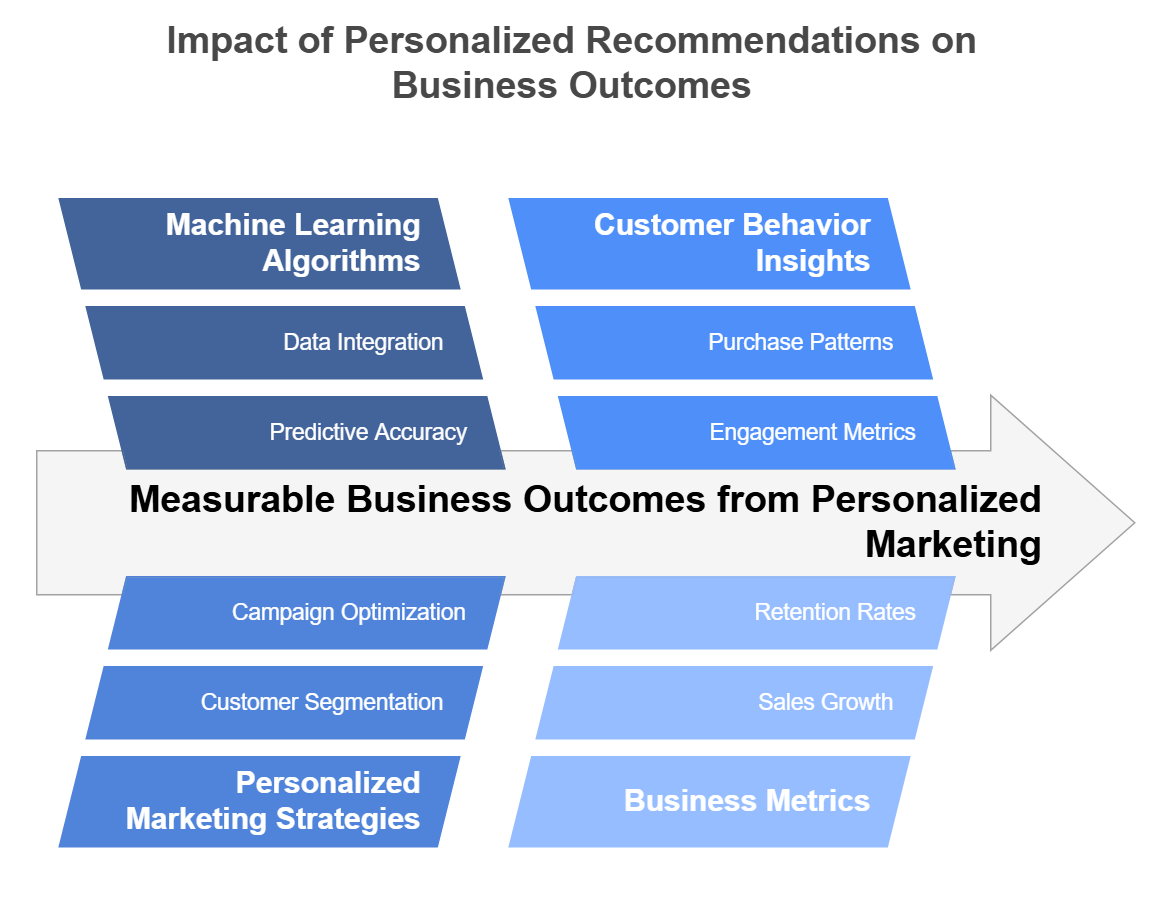 Impact of Personalized Recommendations on
Business Outcomes
Machine Learning
Algorithms
Data Integration
Predictive Accuracy
Customer Behavior
Insights
Purchase Patterns
Engagement Metrics
Measurable Business Outcomes from Personalized
Marketing
Campaign Optimization
Customer Segmentation
Personalized
Marketing Strategies
Retention Rates
Sales Growth
Business Metrics